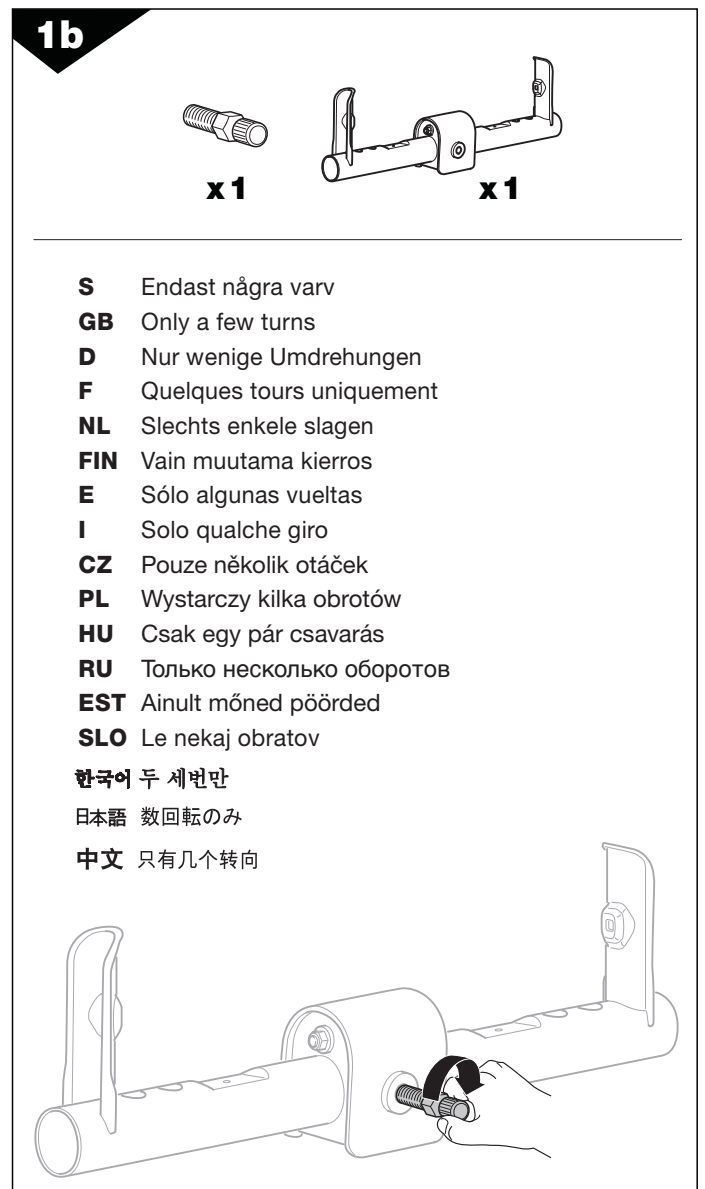 1b
x 1 x 1
S Endast några varv
GB Only a few turns
D Nur wenige Umdrehungen
F Quelques tours uniquement
NL Slechts enkele slagen
FIN Vain muutama kierros
E Sólo algunas vueltas
I Solo qualche giro
CZ Pouze několik otáček
PL Wystarczy kilka obrotów
HU Csak egy pár csavarás
RU Только несколько оборотов
EST Ainult mőned pöörded
SLO Le nekaj obratov
한국어 두 세번만
日本語 数回転のみ
中文 只有几个转向